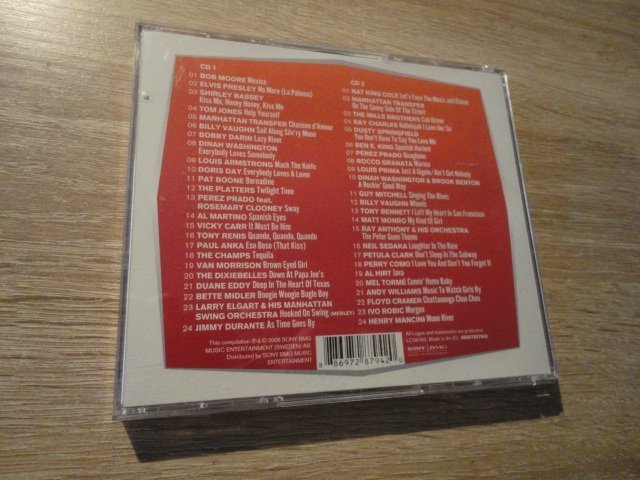 CD 1
01 BOB MOORE Mexico
02 ELVIS PRESLEY No More (La Paloma)
03 SHIRLEY BASSEY
Kiss Me, Honey Honey, Kiss Me
04 TOM JONES Help Yourself
05 MANHATTAN TRANSFER Chanson d'Amour
06 BILLY VAUGHN Sail Along Silv'ry Moon
07 BOBBY DARIN Lazy River
08 DINAH WASHINGTON
Everybody Loves Somebody
09 LOUIS ARMSTRONG Mack The Knife
10 DORIS DAY Everybody Loves A Lover
11 PAT BOONE Bernadine
12 THE PLATTERS Twilight Time
13 PEREZ PRADO feat.
ROSEMARY CLOONEY Sway
14 AL MARTINO Spanish Eyes
15 VICKY CARR It Must Be Him
16 TONY RENIS Quando, Quando, Quando
17 PAUL ANKA Eso Beso (That Kiss)
18 THE CHAMPS Tequila
19 VAN MORRISON Brown Eyed Girl
20 THE DIXIEBELLES Down At Papa Joe's
21 DUANE EDDY Deep In The Heart Of Texas
22 BETTE MIDLER Boogie Woogie Bugle Boy
23 LARRY ELGART & HIS MANHATTAN
SWING ORCHESTRA Hooked On Swing (MEDLEY)
24 JIMMY DURANTE As Time Goes By
This compilation ℗ & © 2008 SONY BMG
MUSIC ENTERTAINMENT (SWEDEN) AB.
Distributed by SONY BMG MUSIC
ENTERTAINMENT
CD 2
01 NAT KING COLE Let's Face The Music and Dance
02 MANHATTAN TRANSFER
On The Sunny Side Of The Street
03 THE MILLS BROTHERS Cab Driver
04 RAY CHARLES Hallelujah I Love Her So
05 DUSTY SPRINGFIELD
You Don't Have To Say You Love Me
06 BEN E. KING Spanish Harlem
07 PEREZ PRADO Guaglione
08 ROCCO GRANATA Marina
09 LOUIS PRIMA Just A Gigolo/Ain't Got Nobody
10 DINAH WASHINGTON & BROOK BENTON
A Rockin' Good Way
11 GUY MITCHELL Singing The Blues
12 BILLY VAUGHN Wheels
13 TONY BENNETT I Left My Heart In San Francisco
14 MATT MONRO My Kind Of Girl
15 RAY ANTHONY & HIS ORCHESTRA
The Peter Gunn Theme
16 NEIL SEDAKA Laughter In The Rain
17 PETULA CLARK Don't Sleep In The Subway
18 PERRY COMO I Love You And Don't You Forget It
19 AL HIRT Java
20 MEL TORMÉ Comin' Home Baby
21 ANDY WILLIAMS Music To Watch Girls By
22 FLOYD CRAMER Chattanooga Choo Choo
23 IVO ROBIC Morgen
24 HENRY MANCINI Moon River
8 86972 87942 0
All Logos and trademarks are protected.
Made in the EU. 88697287942
SONY BMG